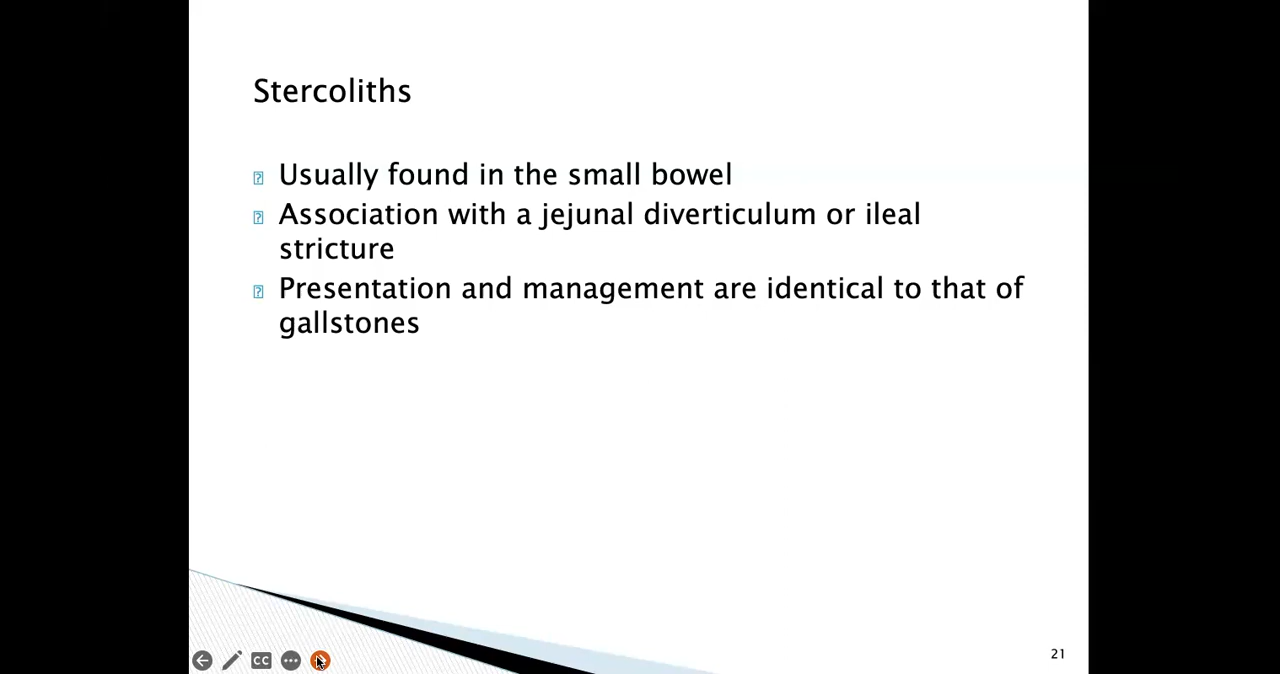 Stercoliths
Usually found in the small bowel
Association with a jejunal diverticulum or ileal
stricture
Presentation and management are identical to that of
gallstones
CC
21